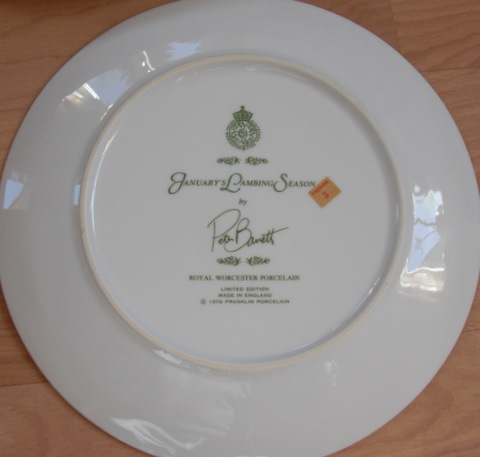 January's Lambing Season
by
Peter Barrett
ROYAL WORCESTER PORCELAIN
LIMITED EDITION
MADE IN ENGLAND
© 1979 FRANKLIN PORCELAIN